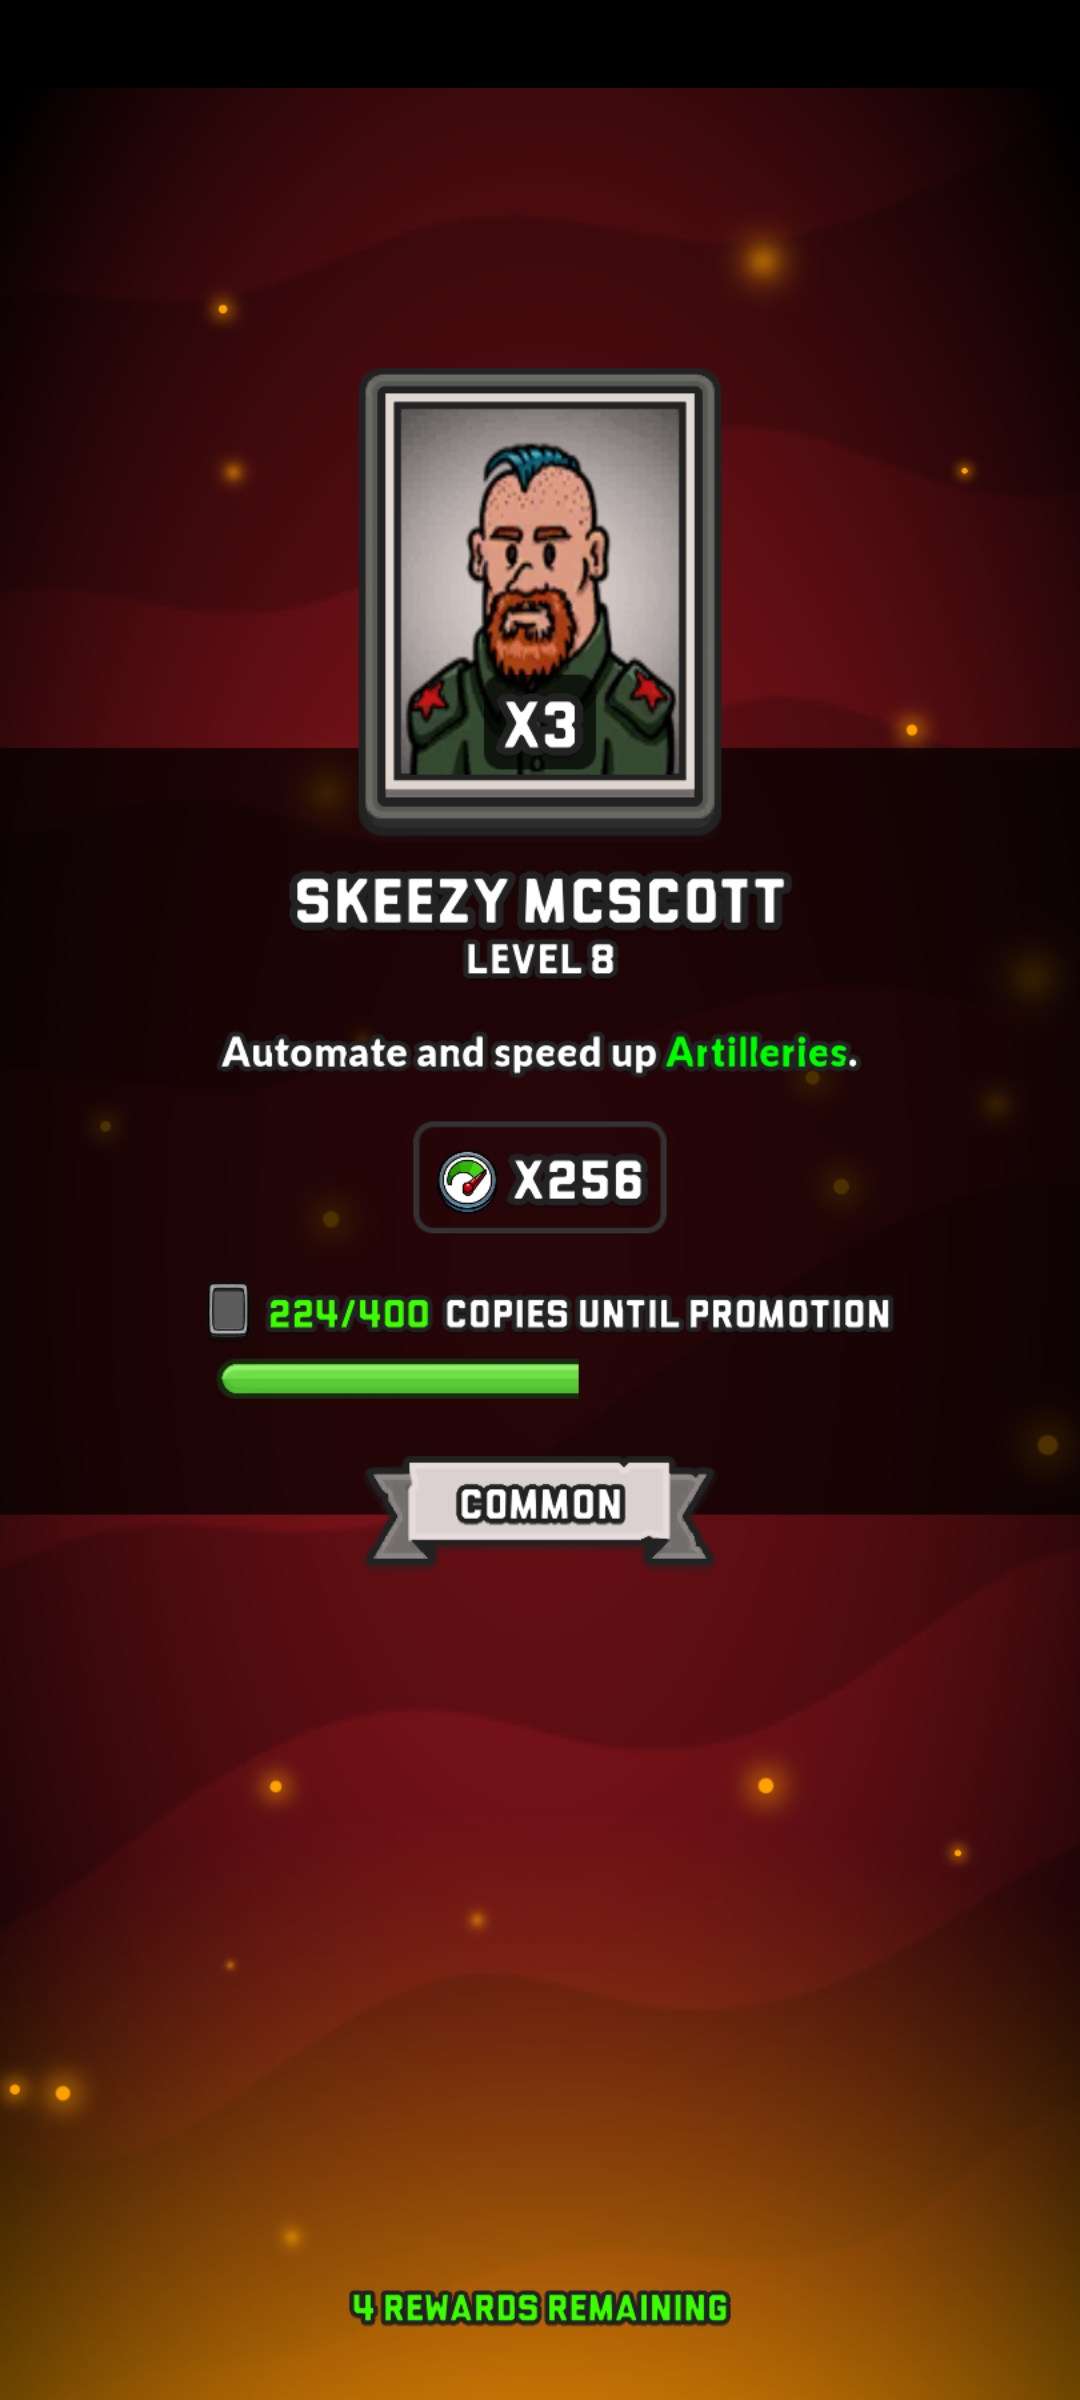 X3
SKEEZY MCSCOTT
LEVEL 8
Automate and speed up Artilleries.
X256
224/400 COPIES UNTIL PROMOTION
COMMON
4 REWARDS REMAINING